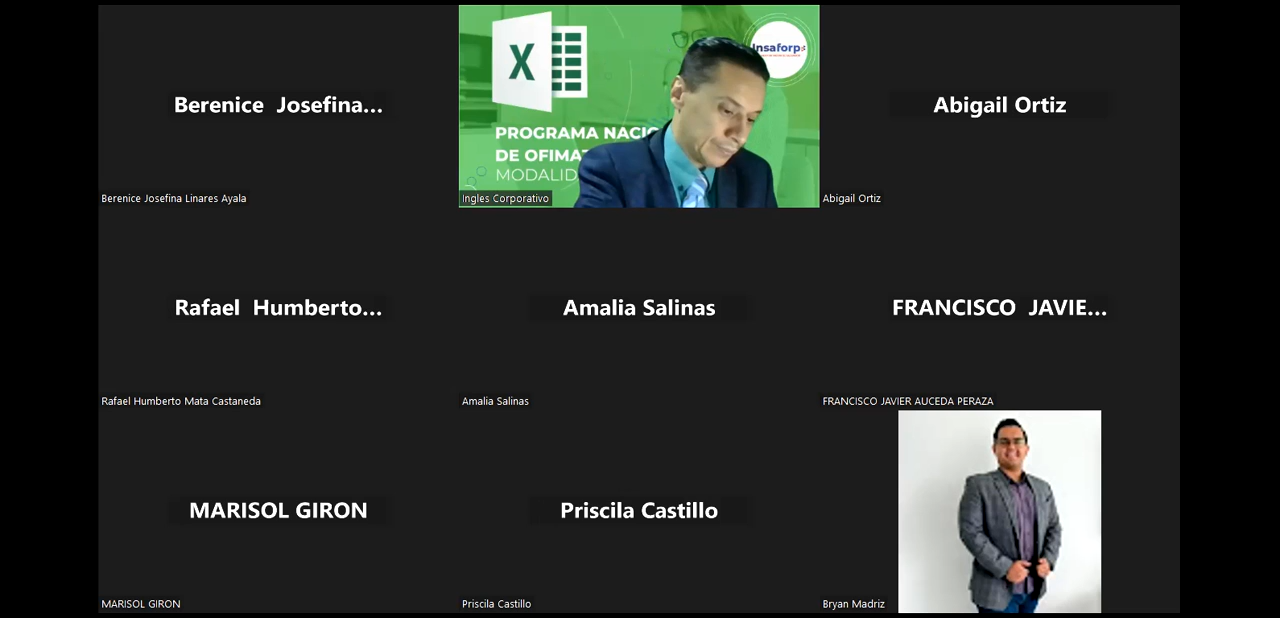 Berenice Josefina...
Berenice Josefina Linares Ayala
X
Insaforp
PROGRAMA NACIO
DE OFIMAT
MODALID
Ingles Corporativo
Abigail Ortiz
Abigail Ortiz
Rafael Humberto...
Rafael Humberto Mata Castaneda
Amalia Salinas
Amalia Salinas
FRANCISCO JAVIE...
FRANCISCO JAVIER AUCEDA PERAZA
MARISOL GIRON
MARISOL GIRON
Priscila Castillo
Priscila Castillo
Bryan Madriz